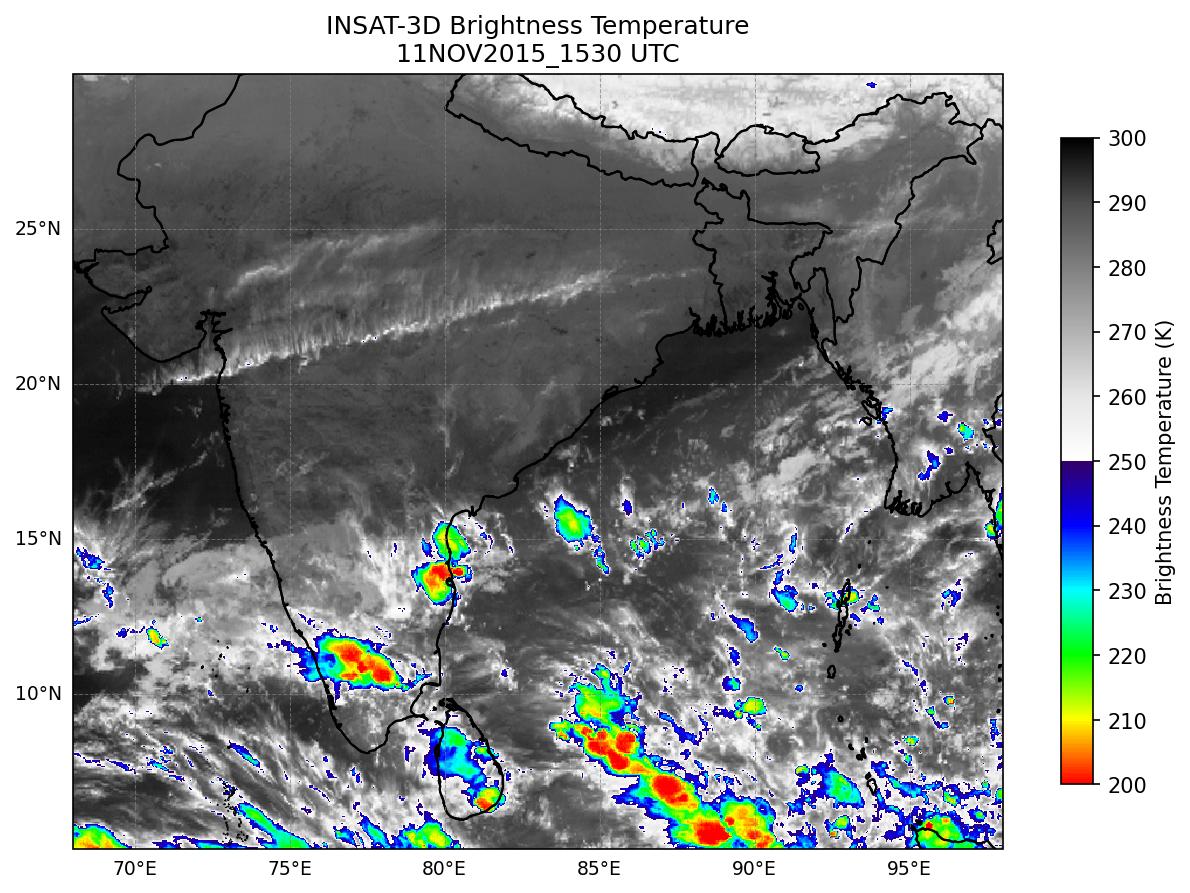 INSAT-3D Brightness Temperature
11NOV2015_1530 UTC
25°N
20°N
15°N
10°N
70°E
75°E
80°E
85°E
90°E
95°E
300
290
280
270
260
250
240
230
220
210
200
Brightness Temperature (K)